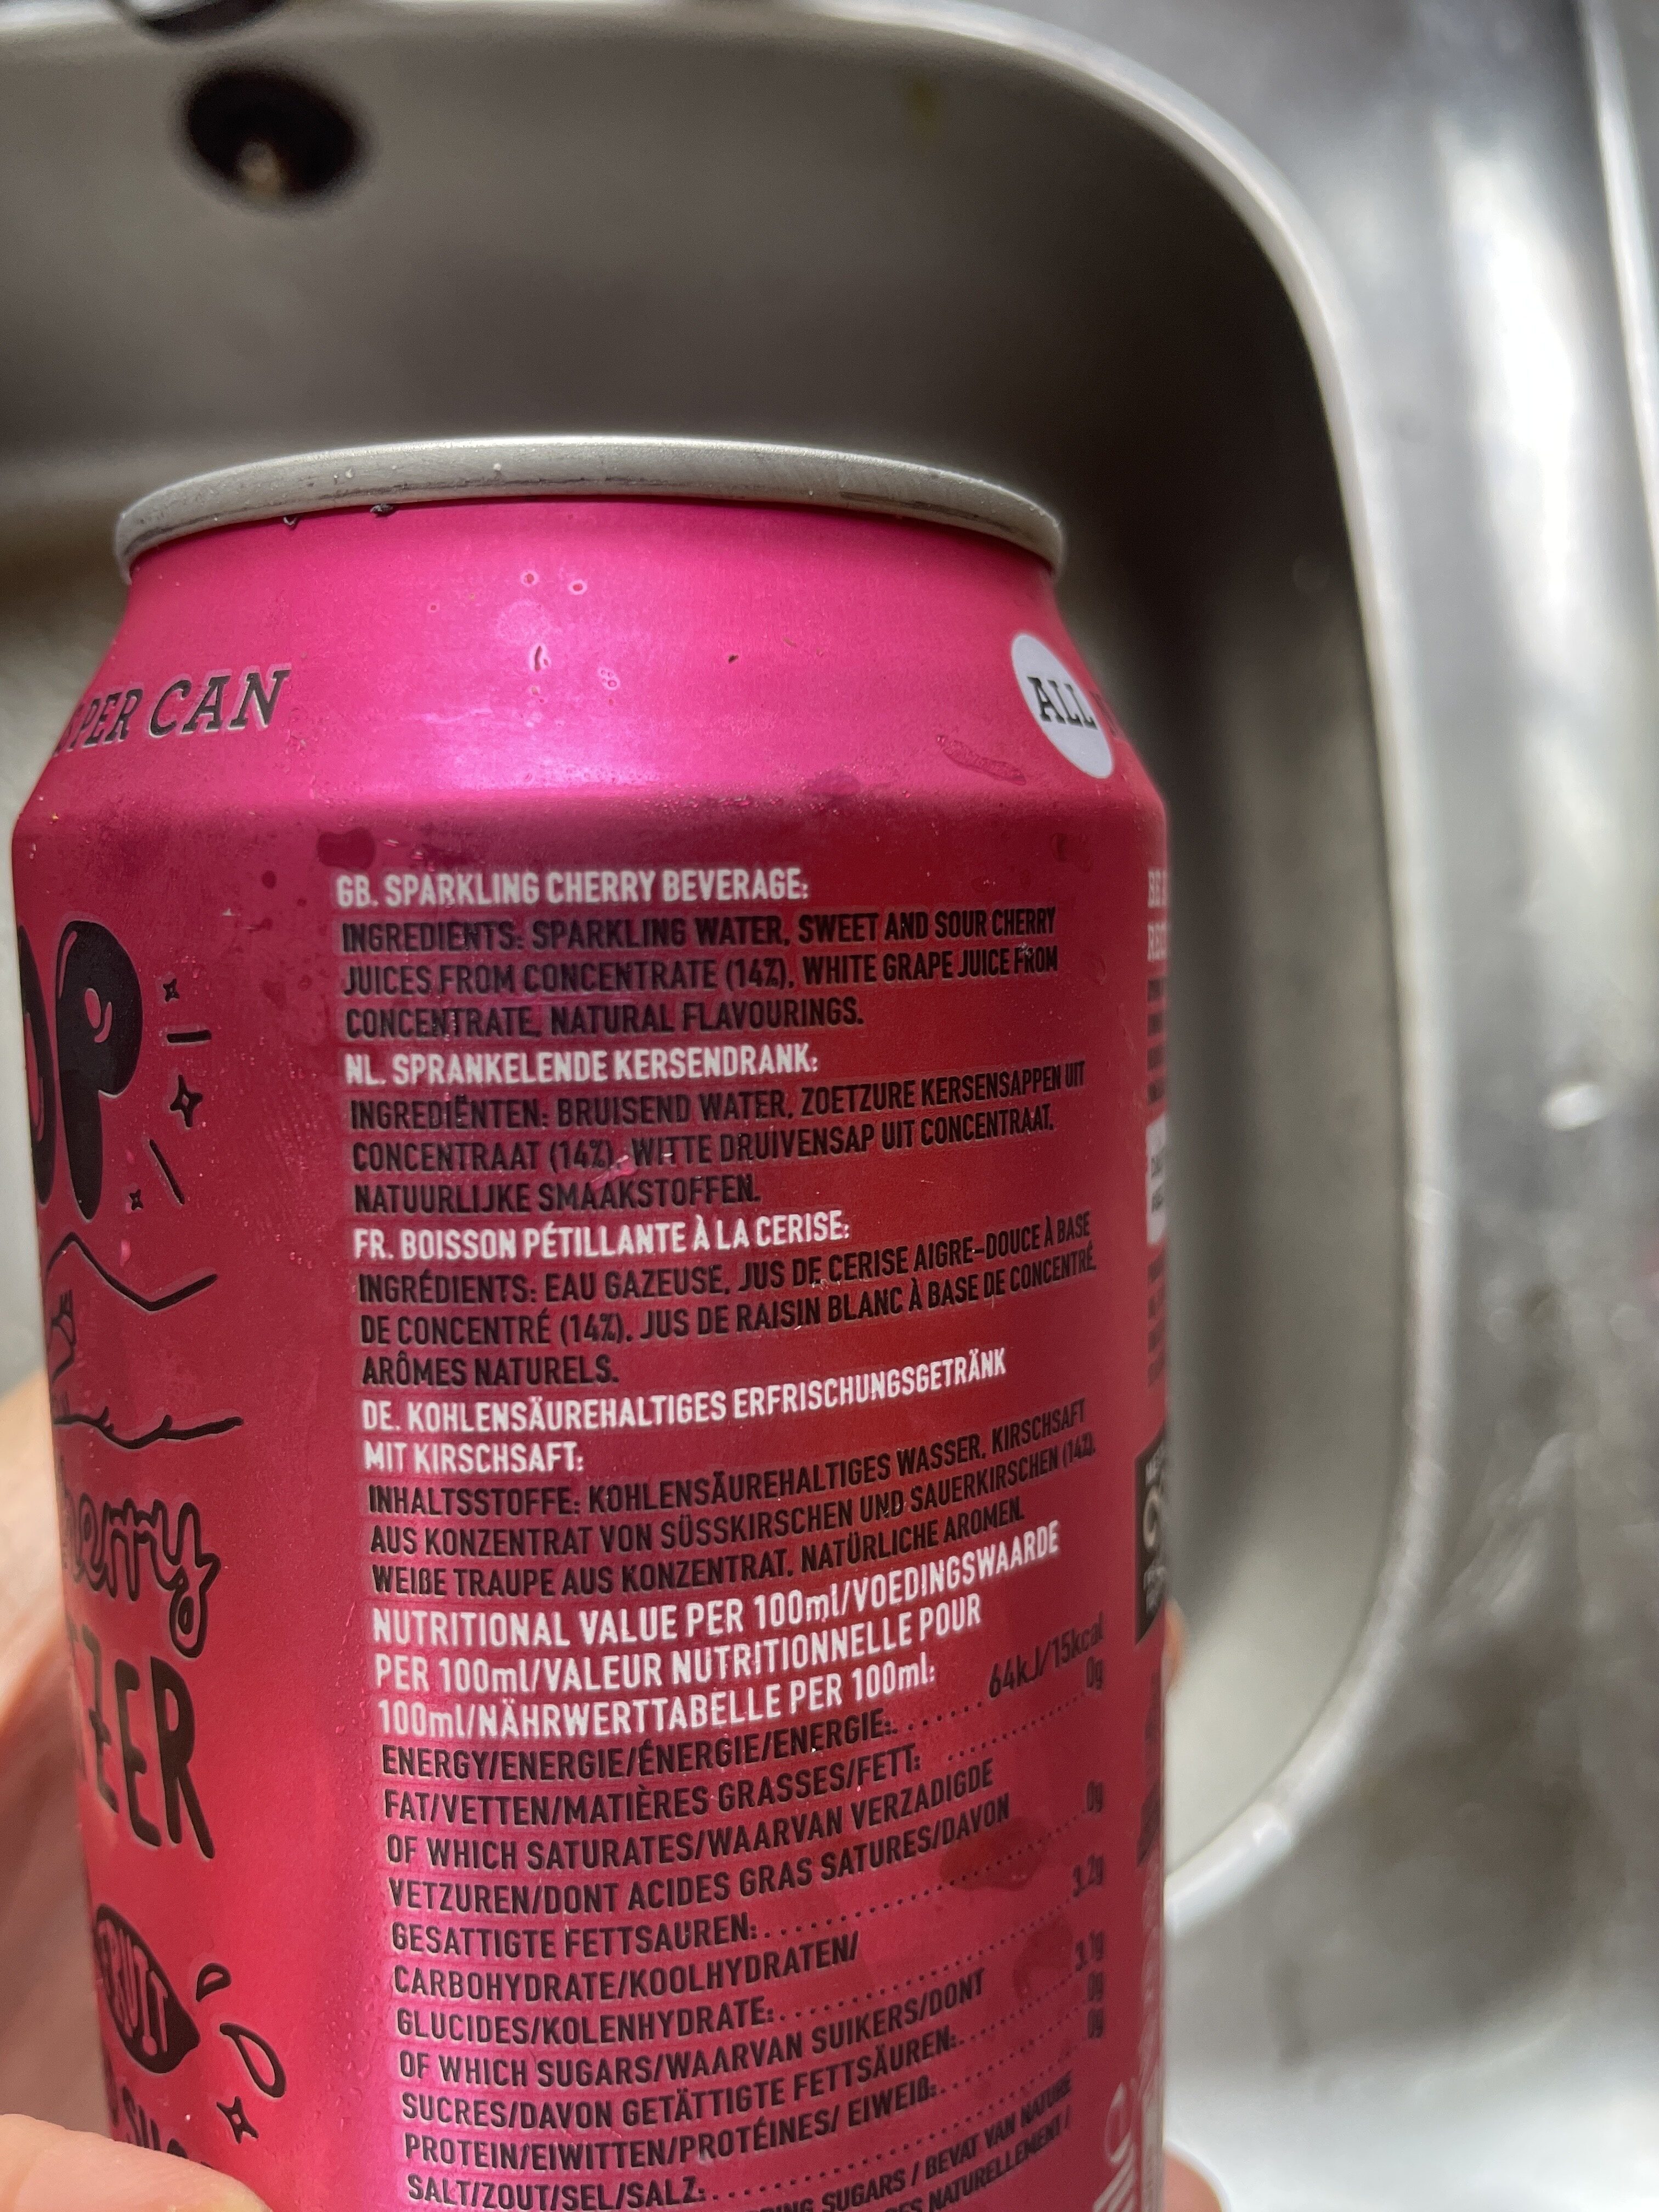 PER CAN
ALL
GB. SPARKLING CHERRY BEVERAGE:
INGREDIENTS: SPARKLING WATER, SWEET AND SOUR CHERRY
JUICES FROM CONCENTRATE (14%), WHITE GRAPE JUICE FROM
CONCENTRATE, NATURAL FLAVOURINGS.
NL. SPRANKELENDE KERSENDRANK:
INGREDIËNTEN: BRUISEND WATER, ZOETZURE KERSENSAPPEN UIT
CONCENTRAAT (14%), WITTE DRUIVENSAP UIT CONCENTRAAT,
NATUURLIJKE SMAAKSTOFFEN.
FR. BOISSON PÉTILLANTE À LA CERISE:
INGRÉDIENTS: EAU GAZEUSE, JUS DE CERISE AIGRE-DOUCE À BASE
DE CONCENTRÉ (14%), JUS DE RAISIN BLANC À BASE DE CONCENTRÉ,
ARÔMES NATURELS.
DE. KOHLENSÄUREHALTIGES ERFRISCHUNGSGETRÄNK
MIT KIRSCHSAFT:
INHALTSSTOFFE: KOHLENSÄUREHALTIGES WASSER, KIRSCHSAFT
AUS KONZENTRAT VON SÜSSKIRSCHEN UND SAUERKIRSCHEN (14%),
WEIßE TRAUPE AUS KONZENTRAT, NATÜRLICHE AROMEN.
NUTRITIONAL VALUE PER 100ml/VOEDINGSWAARDE
PER 100ml/VALEUR NUTRITIONNELLE POUR
100ml/NÄHRWERTTABELLE PER 100ml:
ENERGY/ENERGIE/ÉNERGIE/ENERGIE: 64kJ/15kcal
FAT/VETTEN/MATIÈRES GRASSES/FETT: 0g
OF WHICH SATURATES/WAARVAN VERZADIGDE
VETZUREN/DONT ACIDES GRAS SATURES/DAVON
GESATTIGTE FETTSAUREN: 0g
CARBOHYDRATE/KOOLHYDRATEN/
GLUCIDES/KOLENHYDRATE: 3.2g
OF WHICH SUGARS/WAARVAN SUIKERS/DONT
SUCRES/DAVON GETÄTTIGTE FETTSÄUREN: 3.1g
PROTEIN/EIWITTEN/PROTÉINES/ EIWEIß: 0g
SALT/ZOUT/SEL/SALZ: 0g
SUGARS / BEVAT VAN NATURE
NATURELLEMENT /
FRUIT